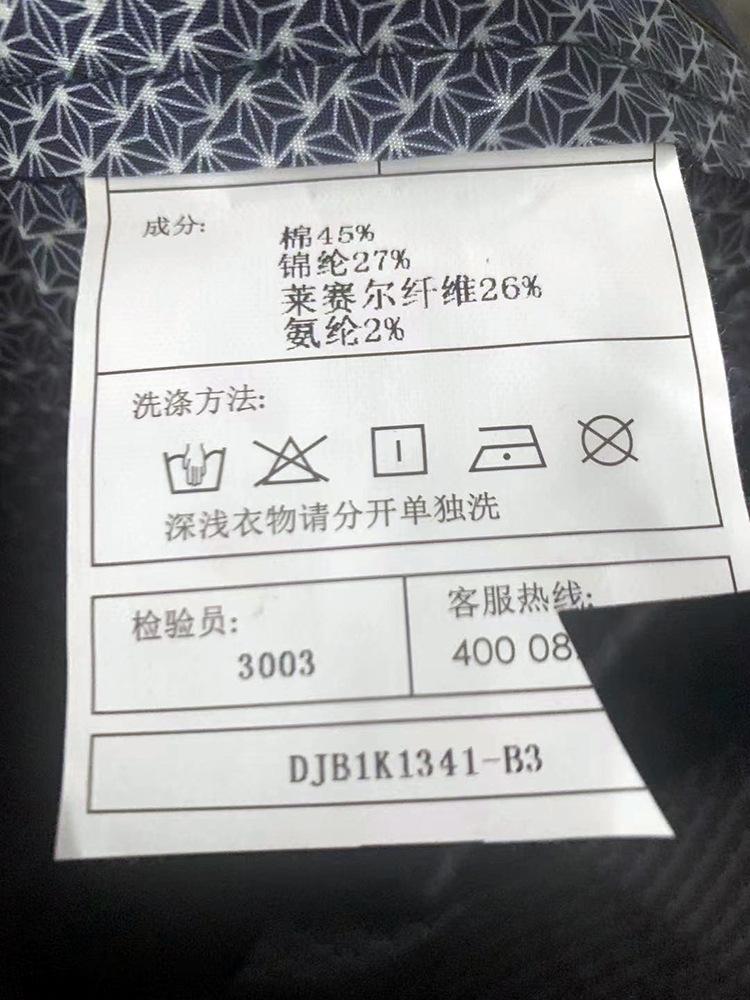 成分:
棉45%
锦纶27%
莱赛尔纤维26%
氨纶2%
洗涤方法:
深浅衣物请分开单独洗
检验员:
3003
客服热线:
400 08
DJB1K1341-B3